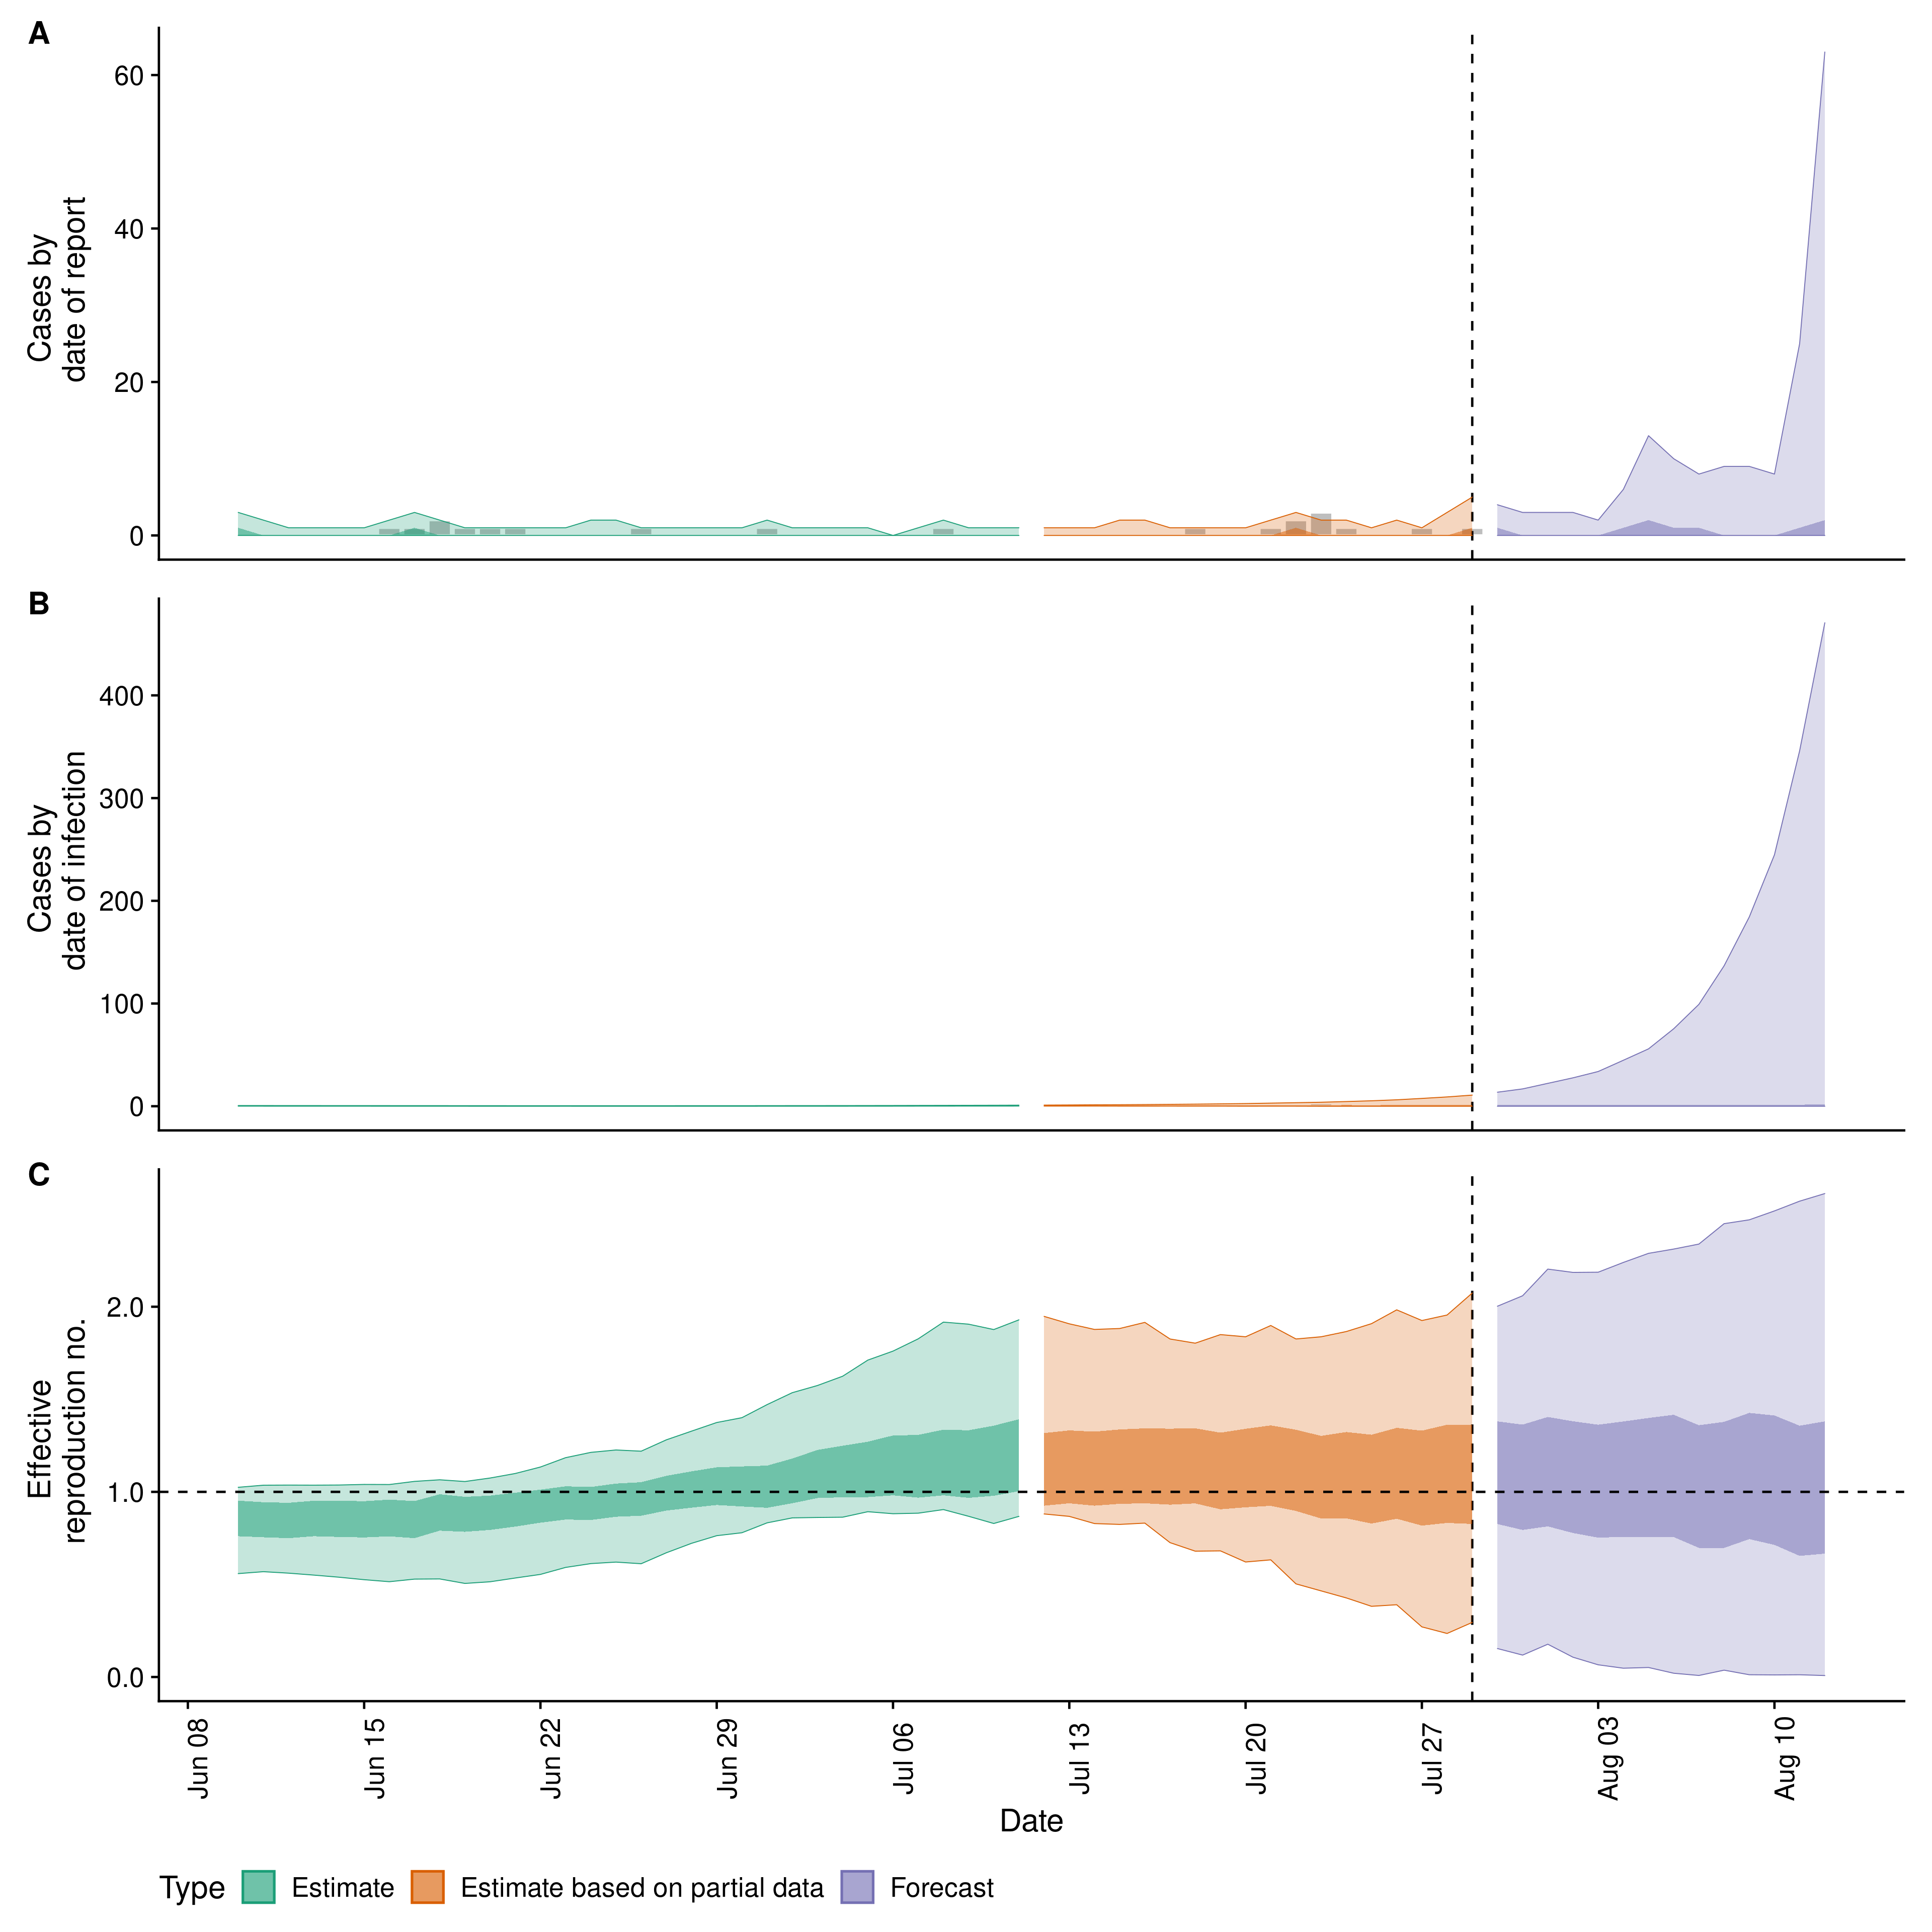 A
Cases by
date of report
60
40
20
0
B
Cases by
date of infection
400
300
200
100
0
C
Effective
reproduction no.
2.0
1.0
0.0
Jun 08
Jun 15
Jun 22
Jun 29
Jul 06
Jul 13
Jul 20
Jul 27
Aug 03
Aug 10
Date
Type Estimate Estimate based on partial data Forecast